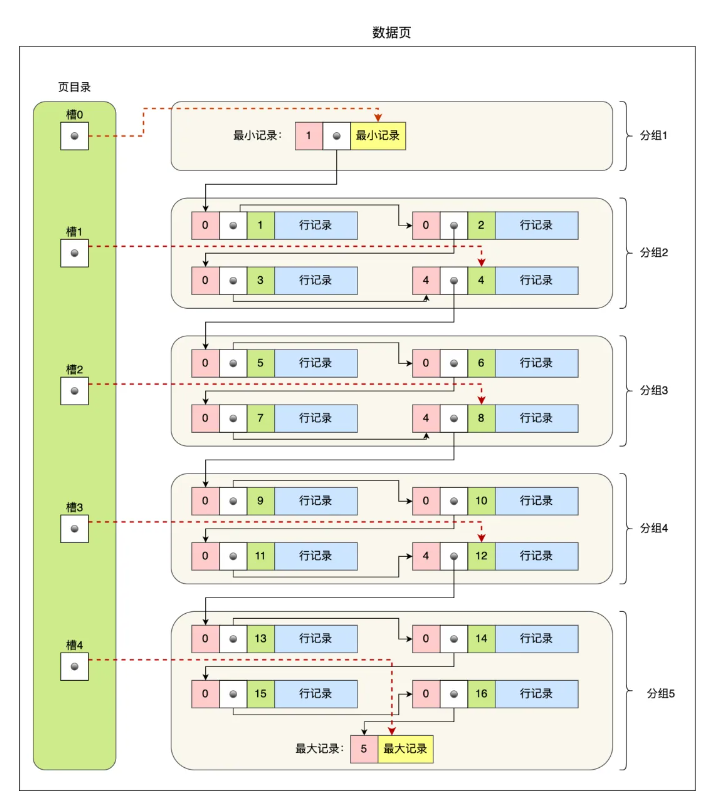 数据页
页目录
槽0
最小记录： 1 最小记录
分组1
槽1
0 1 行记录 0 2 行记录
0 3 行记录 4 4 行记录
分组2
槽2
0 5 行记录 0 6 行记录
0 7 行记录 4 8 行记录
分组3
槽3
0 9 行记录 0 10 行记录
0 11 行记录 4 12 行记录
分组4
槽4
0 13 行记录 0 14 行记录
0 15 行记录 0 16 行记录
最大记录： 5 最大记录
分组5